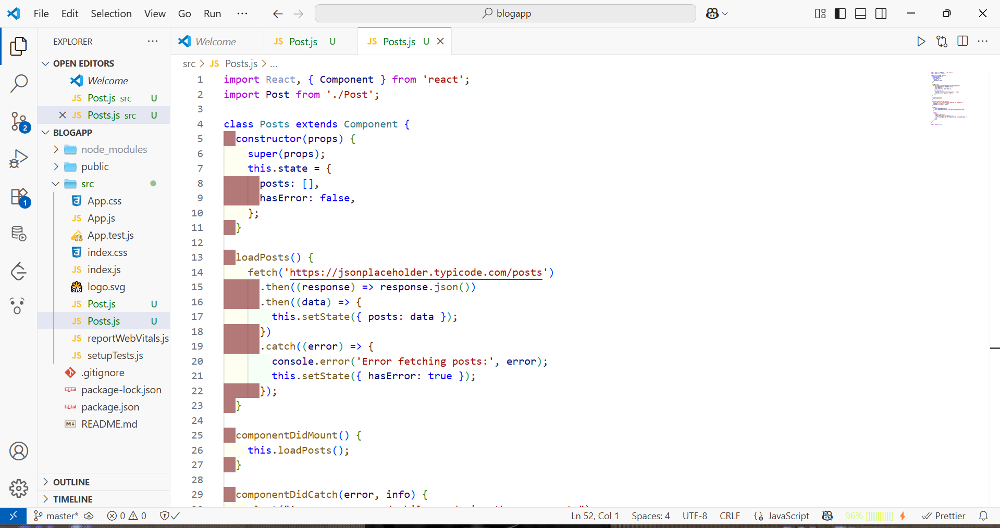 File Edit Selection View Go Run ··· blogapp
EXPLORER ···
OPEN EDITORS
Welcome
JS Post.js src U
JS Posts.js src U
BLOGAPP
node_modules
public
src
App.css
JS App.js
App.test.js
index.css
JS index.js
logo.svg
JS Post.js U
JS Posts.js U
JS reportWebVitals.js
JS setupTests.js
.gitignore
package-lock.json
package.json
README.md
OUTLINE
TIMELINE
2
1
Welcome JS Post.js U JS Posts.js U
src > JS Posts.js > ...
1 import React, { Component } from 'react';
2 import Post from './Post';
3
4 class Posts extends Component {
5 constructor(props) {
6 super(props);
7 this.state = {
8 posts: [],
9 hasError: false,
10 };
11 }
12
13 loadPosts() {
14 fetch('https://jsonplaceholder.typicode.com/posts')
15 .then((response) => response.json())
16 .then((data) => {
17 this.setState({ posts: data });
18 })
19 .catch((error) => {
20 console.error('Error fetching posts:', error);
21 this.setState({ hasError: true });
22 });
23 }
24
25 componentDidMount() {
26 this.loadPosts();
27 }
28
29 componentDidCatch(error, info) {
master* 0 0 Ln 52, Col 1 Spaces: 4 UTF-8 CRLF JavaScript 96% Prettier